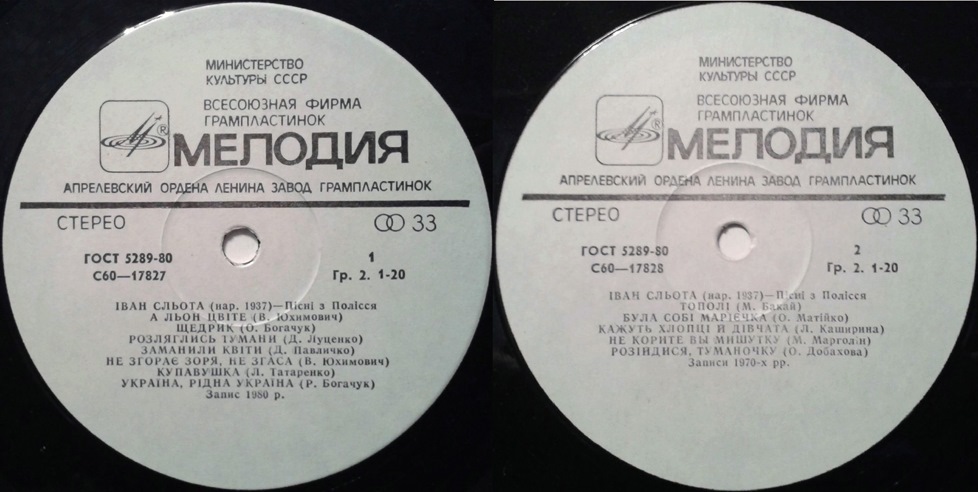 МИНИСТЕРСТВО
КУЛЬТУРЫ СССР
ВСЕСОЮЗНАЯ ФИРМА
ГРАМПЛАСТИНОК
® МЕЛОДИЯ
АПРЕЛЕВСКИЙ ОРДЕНА ЛЕНИНА ЗАВОД ГРАМПЛАСТИНОК
СТЕРЕО 33
ГОСТ 5289-80 1
С60—17827 Гр. 2. 1-20
ІВАН СЛЬОТА (нар. 1937)—Пісні з Полісся
А ЛЬОН ЦВІТЕ (В. Юхимович)
ЩЕДРИК (О. Богачук)
РОЗЛЯГЛИСЬ ТУМАНИ (Д. Луценко)
ЗАМАНИЛИ КВІТИ (Д. Павличко)
НЕ ЗГОРАЄ ЗОРЯ, НЕ ЗГАСА (В. Юхимович)
КУПАВУШКА (Л. Татаренко)
УКРАЇНА, РІДНА УКРАЇНА (Р. Богачук)
Запис 1980 р.
МИНИСТЕРСТВО
КУЛЬТУРЫ СССР
ВСЕСОЮЗНАЯ ФИРМА
ГРАМПЛАСТИНОК
® МЕЛОДИЯ
АПРЕЛЕВСКИЙ ОРДЕНА ЛЕНИНА ЗАВОД ГРАМПЛАСТИНОК
СТЕРЕО 33
ГОСТ 5289-80 2
С60—17828 Гр. 2. 1-20
ІВАН СЛЬОТА (нар. 1937)—Пісні з Полісся
ТОПОЛІ (М. Бакай)
БУЛА СОБІ МАРІЄЧКА (О. Матійко)
КАЖУТЬ ХЛОПЦІ Й ДІВЧАТА (Л. Каширина)
НЕ КОРИТЕ ВЫ МИШУТКУ (М. Марголін)
РОЗІНДИСЯ, ТУМАНОЧКУ (О. Добахова)
Записи 1970-х рр.